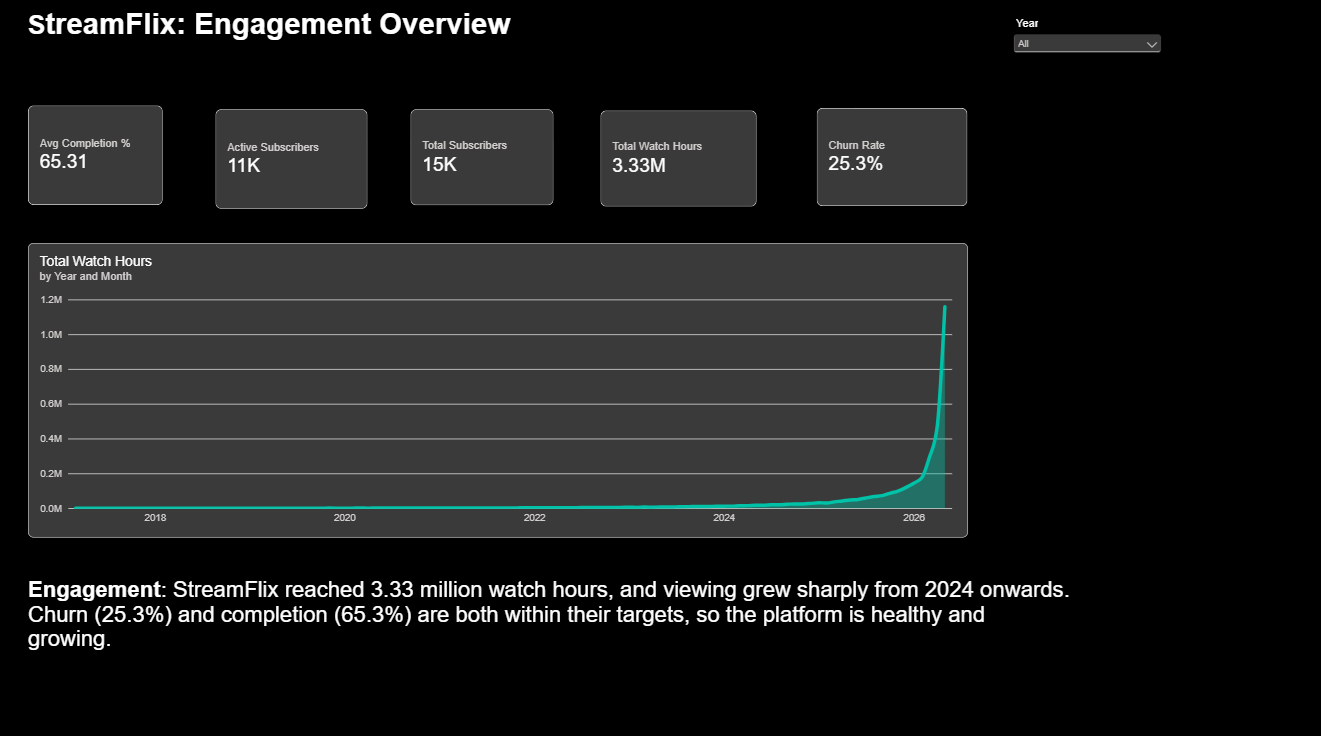 StreamFlix: Engagement Overview
Year
All
Avg Completion %
65.31
Active Subscribers
11K
Total Subscribers
15K
Total Watch Hours
3.33M
Churn Rate
25.3%
Total Watch Hours
by Year and Month
1.2M
1.0M
0.8M
0.6M
0.4M
0.2M
0.0M
2018 2020 2022 2024 2026
Engagement: StreamFlix reached 3.33 million watch hours, and viewing grew sharply from 2024 onwards.
Churn (25.3%) and completion (65.3%) are both within their targets, so the platform is healthy and
growing.